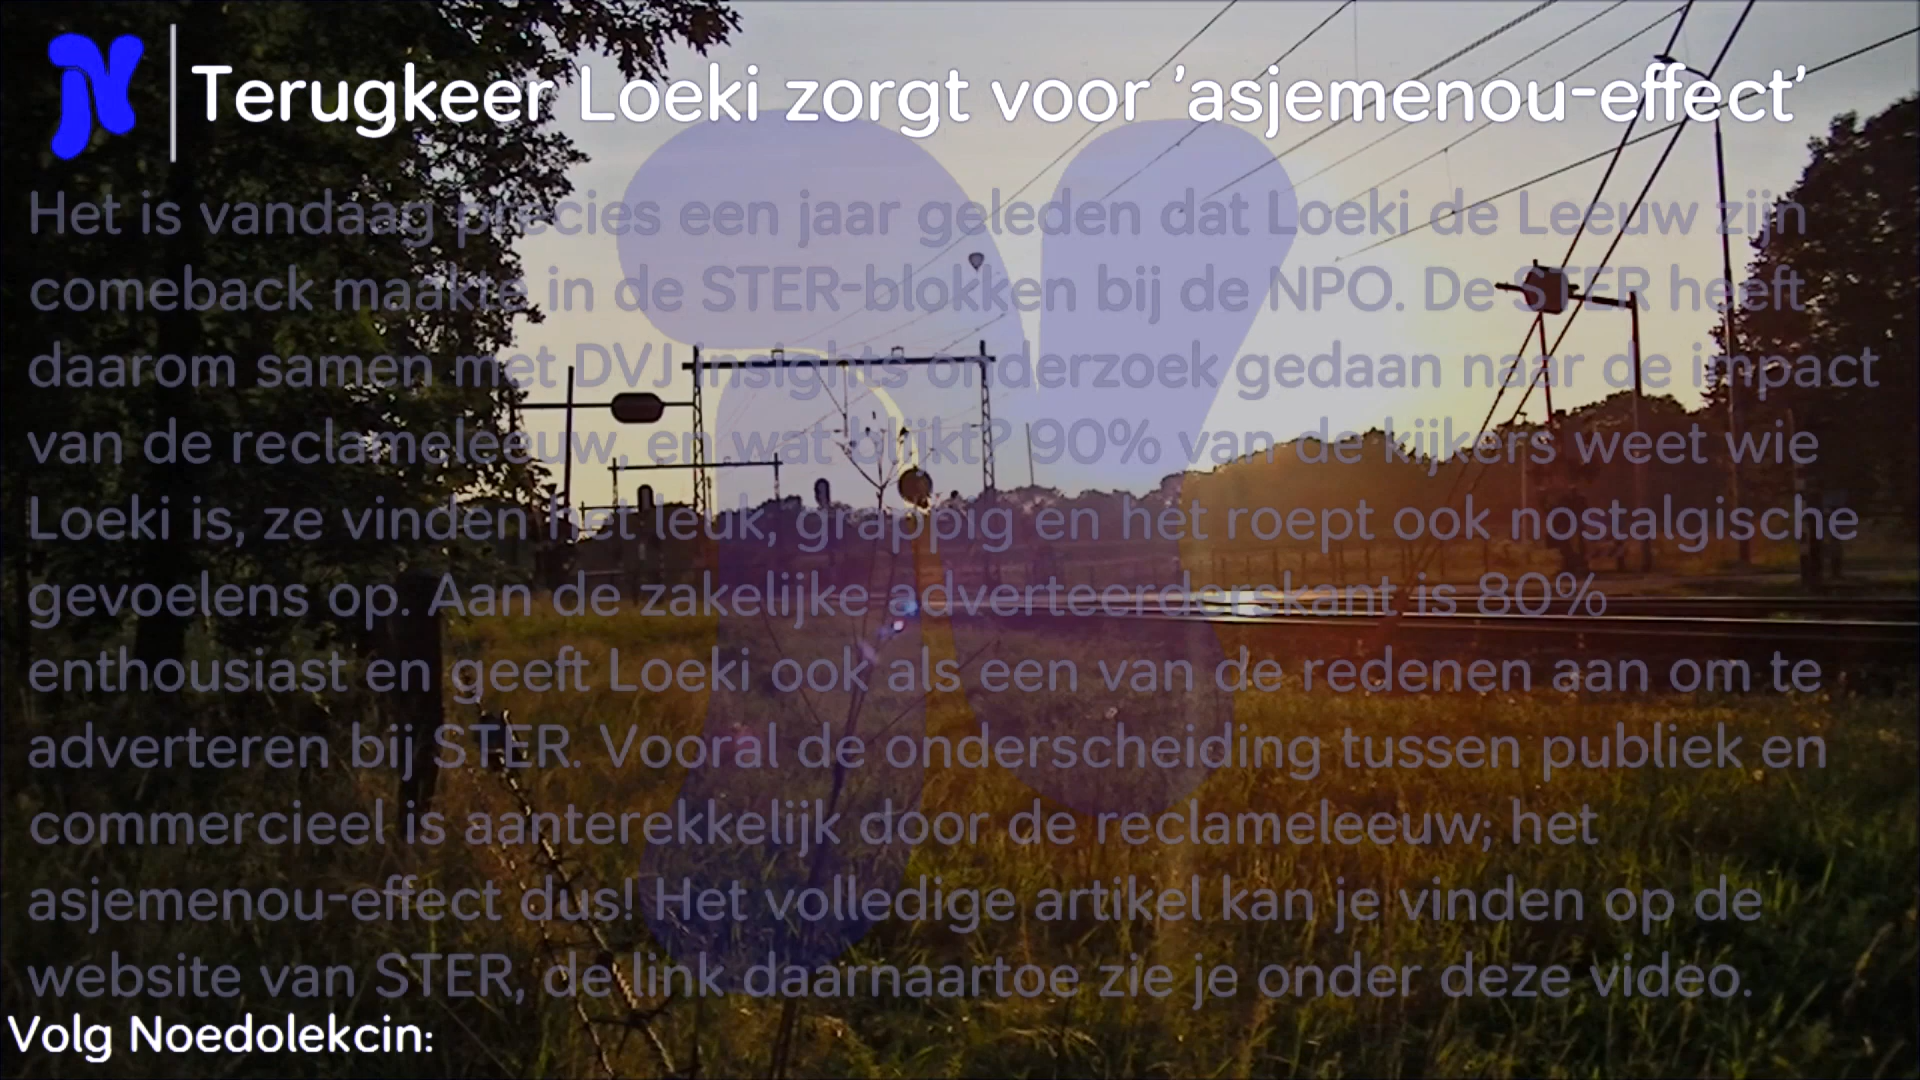 Terugkeer Loeki zorgt voor 'asjemenou-effect'
Het is vandaag precies een jaar geleden dat Loeki de Leeuw zijn
comeback maakte in de STER-blokken bij de NPO. De STER heeft
daarom samen met DVJ insights onderzoek gedaan naar de impact
van de reclameleeuw, en wat blijkt? 90% van de kijkers weet wie
Loeki is, ze vinden het leuk, grappig en het roept ook nostalgische
gevoelens op. Aan de zakelijke adverteerderskant is 80%
enthousiast en geeft Loeki ook als een van de redenen aan om te
adverteren bij STER. Vooral de onderscheiding tussen publiek en
commercieel is aanterekkelijk door de reclameleeuw; het
asjemenou-effect dus! Het volledige artikel kan je vinden op de
website van STER, de link daarnaartoe zie je onder deze video.
Volg Noedolekcin: